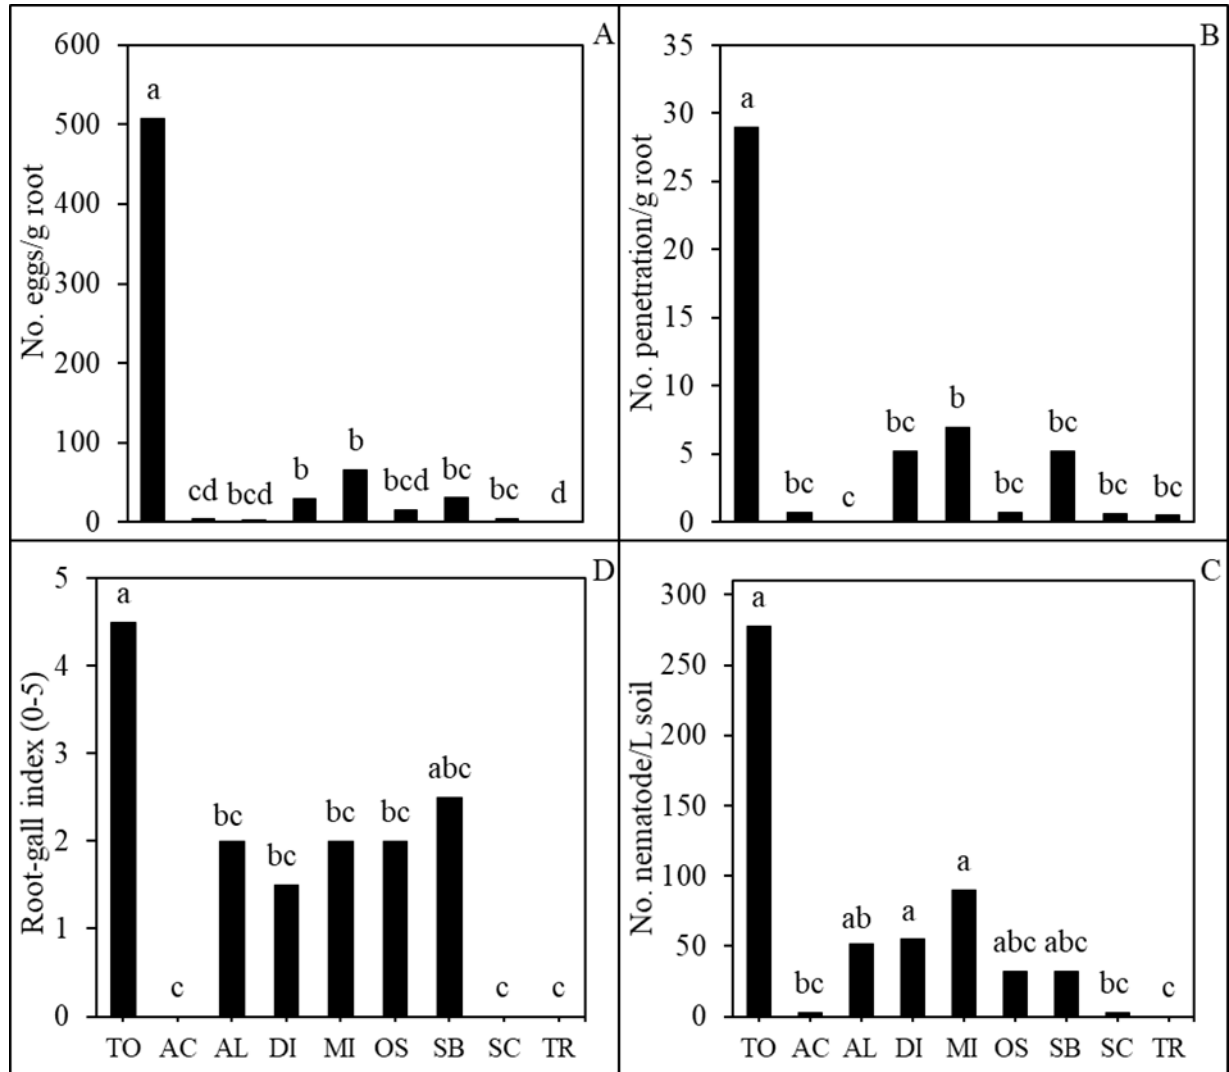 A
No. eggs/g root
600
500
400
300
200
100
0
a
cd
bcd
b
b
bcd
bc
bc
d
B
No. penetration/g root
35
30
25
20
15
10
5
0
a
bc
c
bc
b
bc
bc
bc
bc
D
Root-gall index (0-5)
5
4
3
2
1
0
a
c
bc
bc
bc
bc
abc
c
c
TO AC AL DI MI OS SB SC TR
C
No. nematode/L soil
300
250
200
150
100
50
0
a
bc
ab
a
a
abc
abc
bc
c
TO AC AL DI MI OS SB SC TR